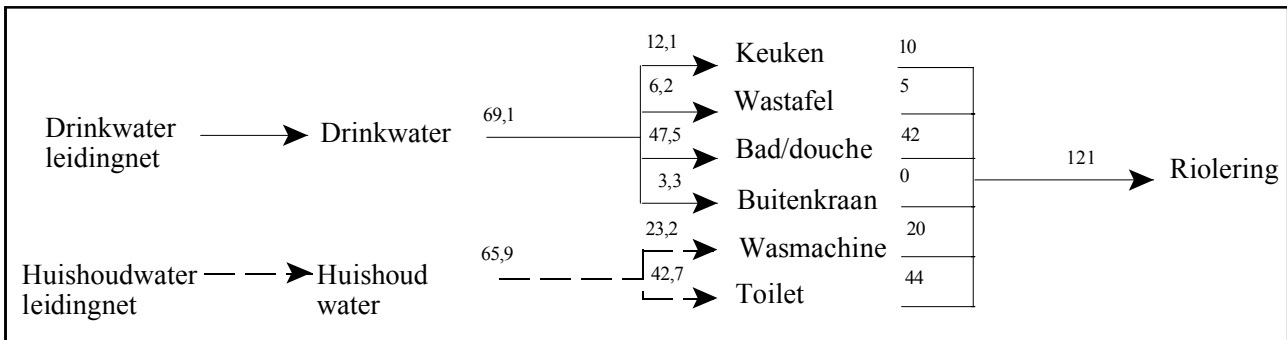 12,1 Keuken 10
6,2 Wastafel 5
Drinkwater leidingnet
Drinkwater 69,1
47,5 Bad/douche 42
3,3 Buitenkraan 0
121 Riolering
Huishoudwater leidingnet
Huishoud water 65,9
23,2 Wasmachine 20
42,7 Toilet 44